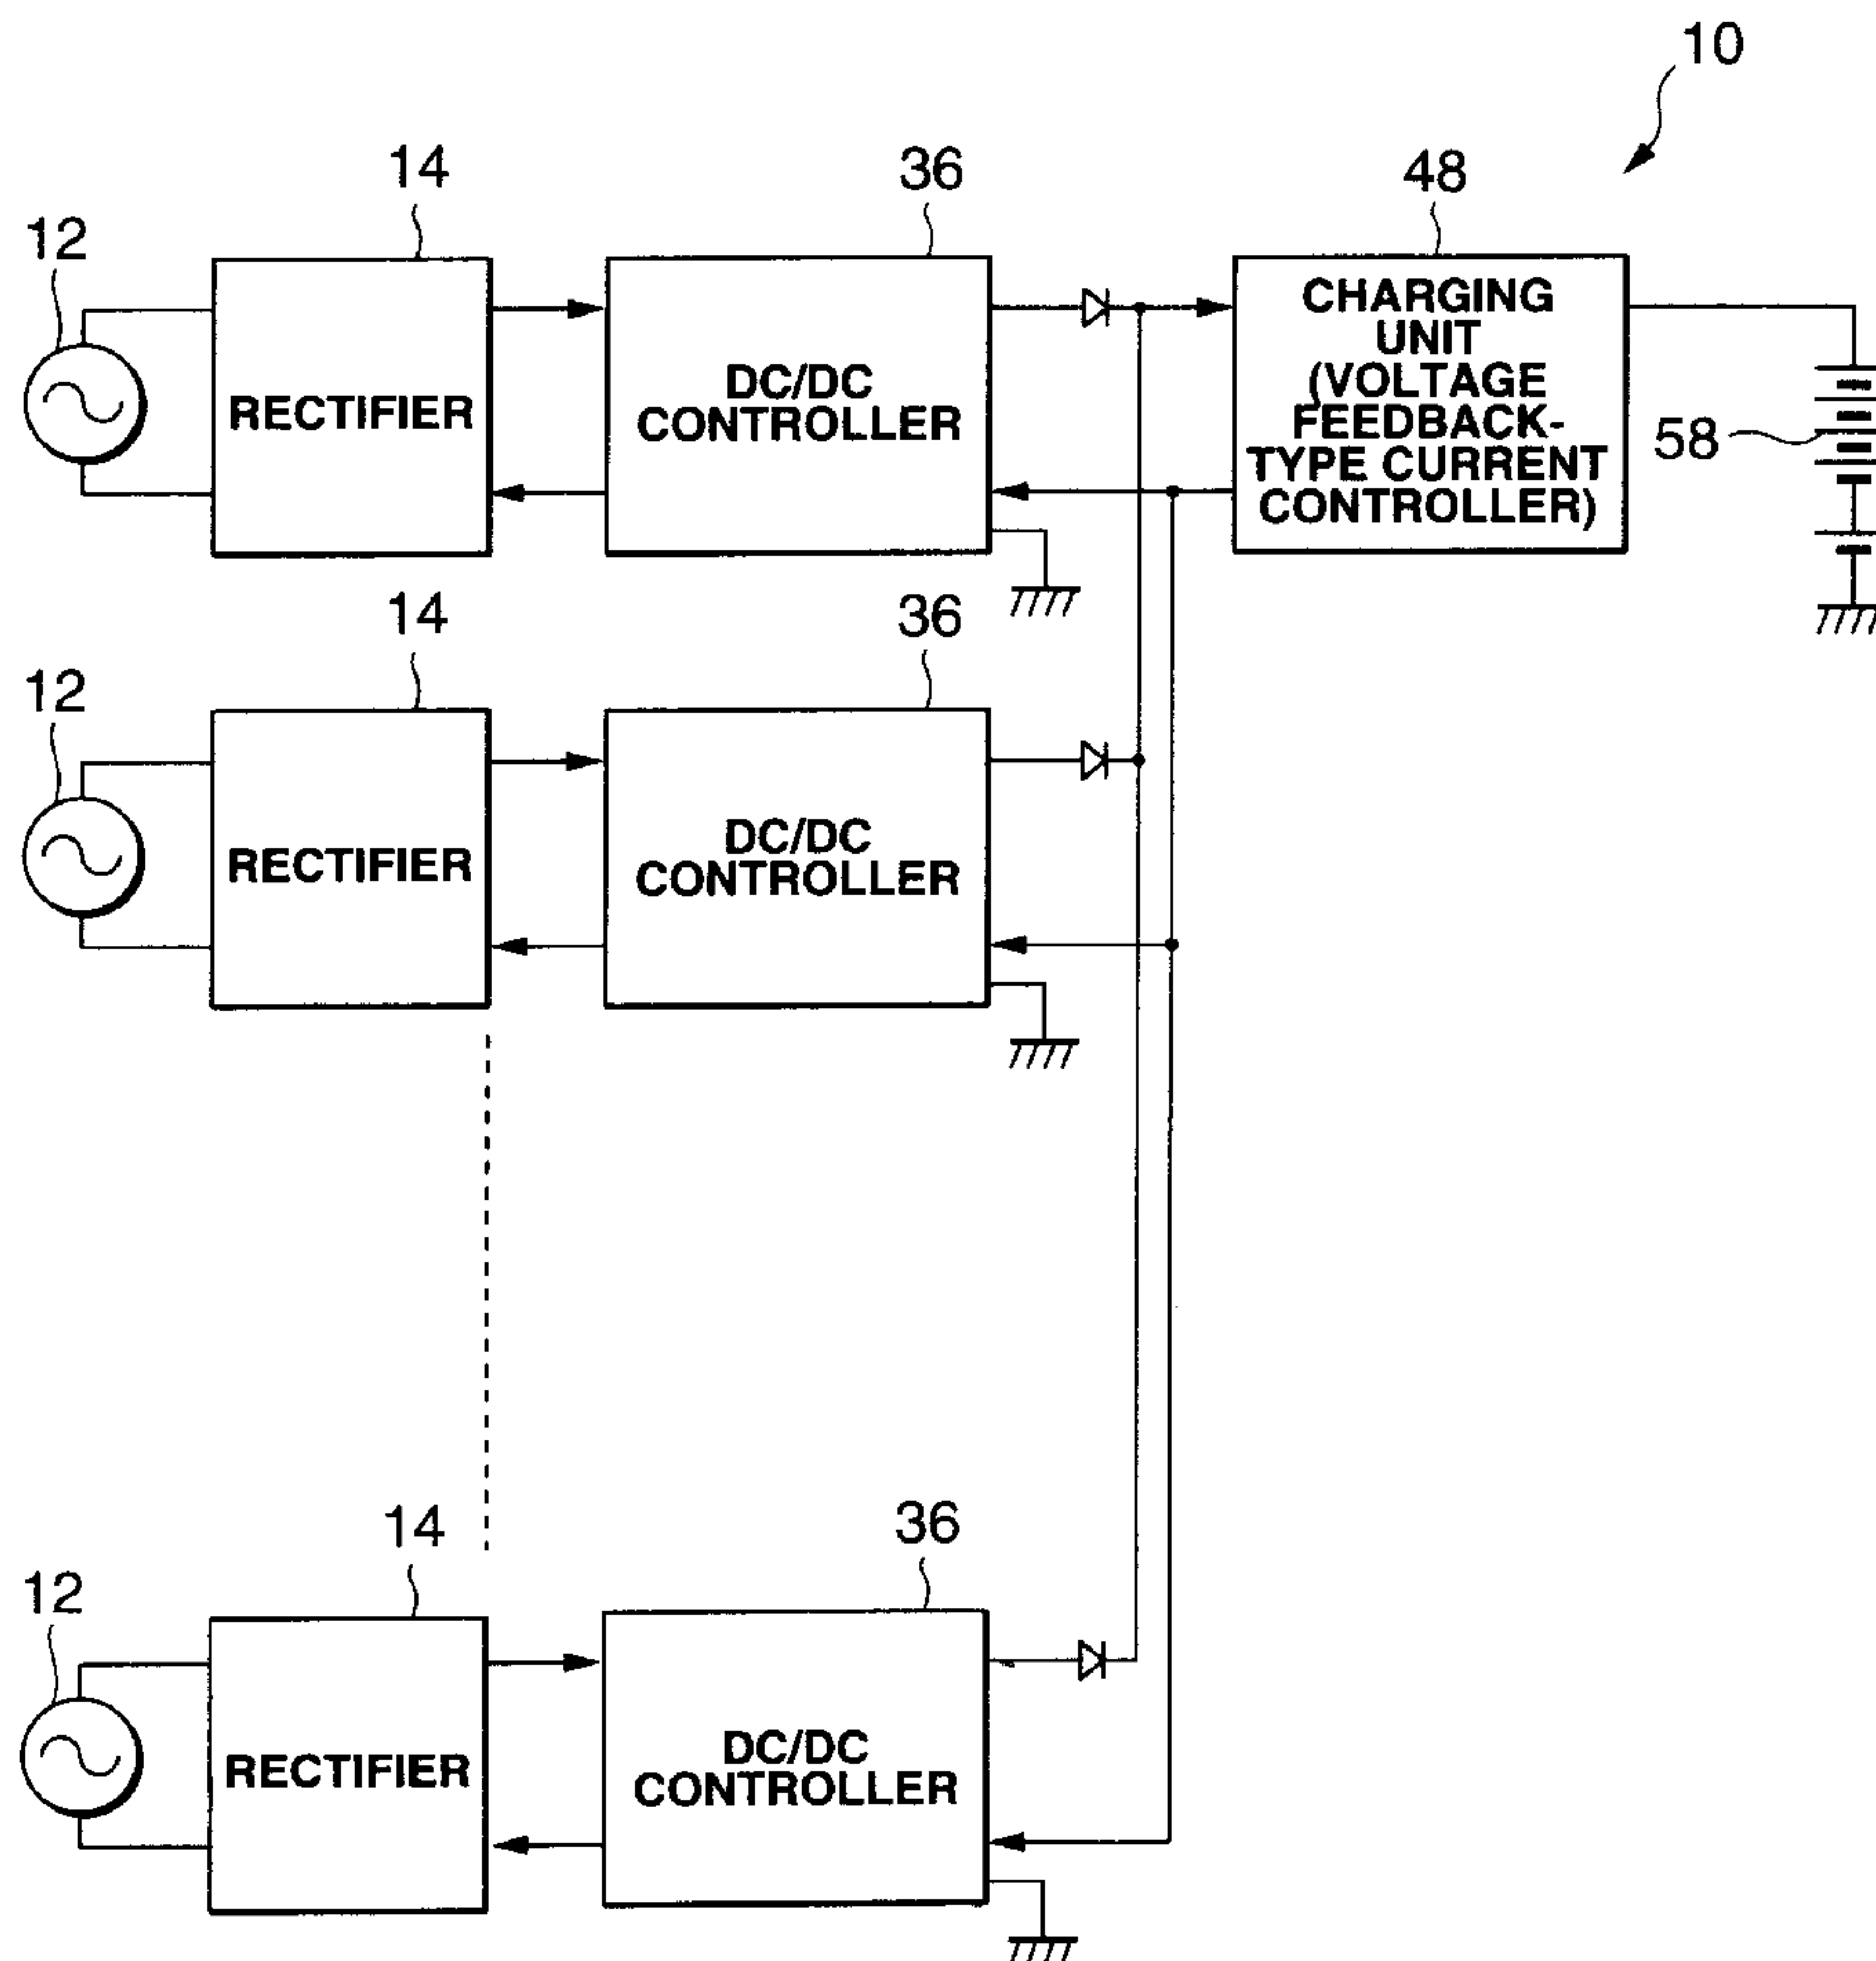 10
14
36
48
12
RECTIFIER
DC/DC
CONTROLLER
CHARGING
UNIT
(VOLTAGE
FEEDBACK-
TYPE CURRENT
CONTROLLER)
58
14
36
12
RECTIFIER
DC/DC
CONTROLLER
14
36
12
RECTIFIER
DC/DC
CONTROLLER